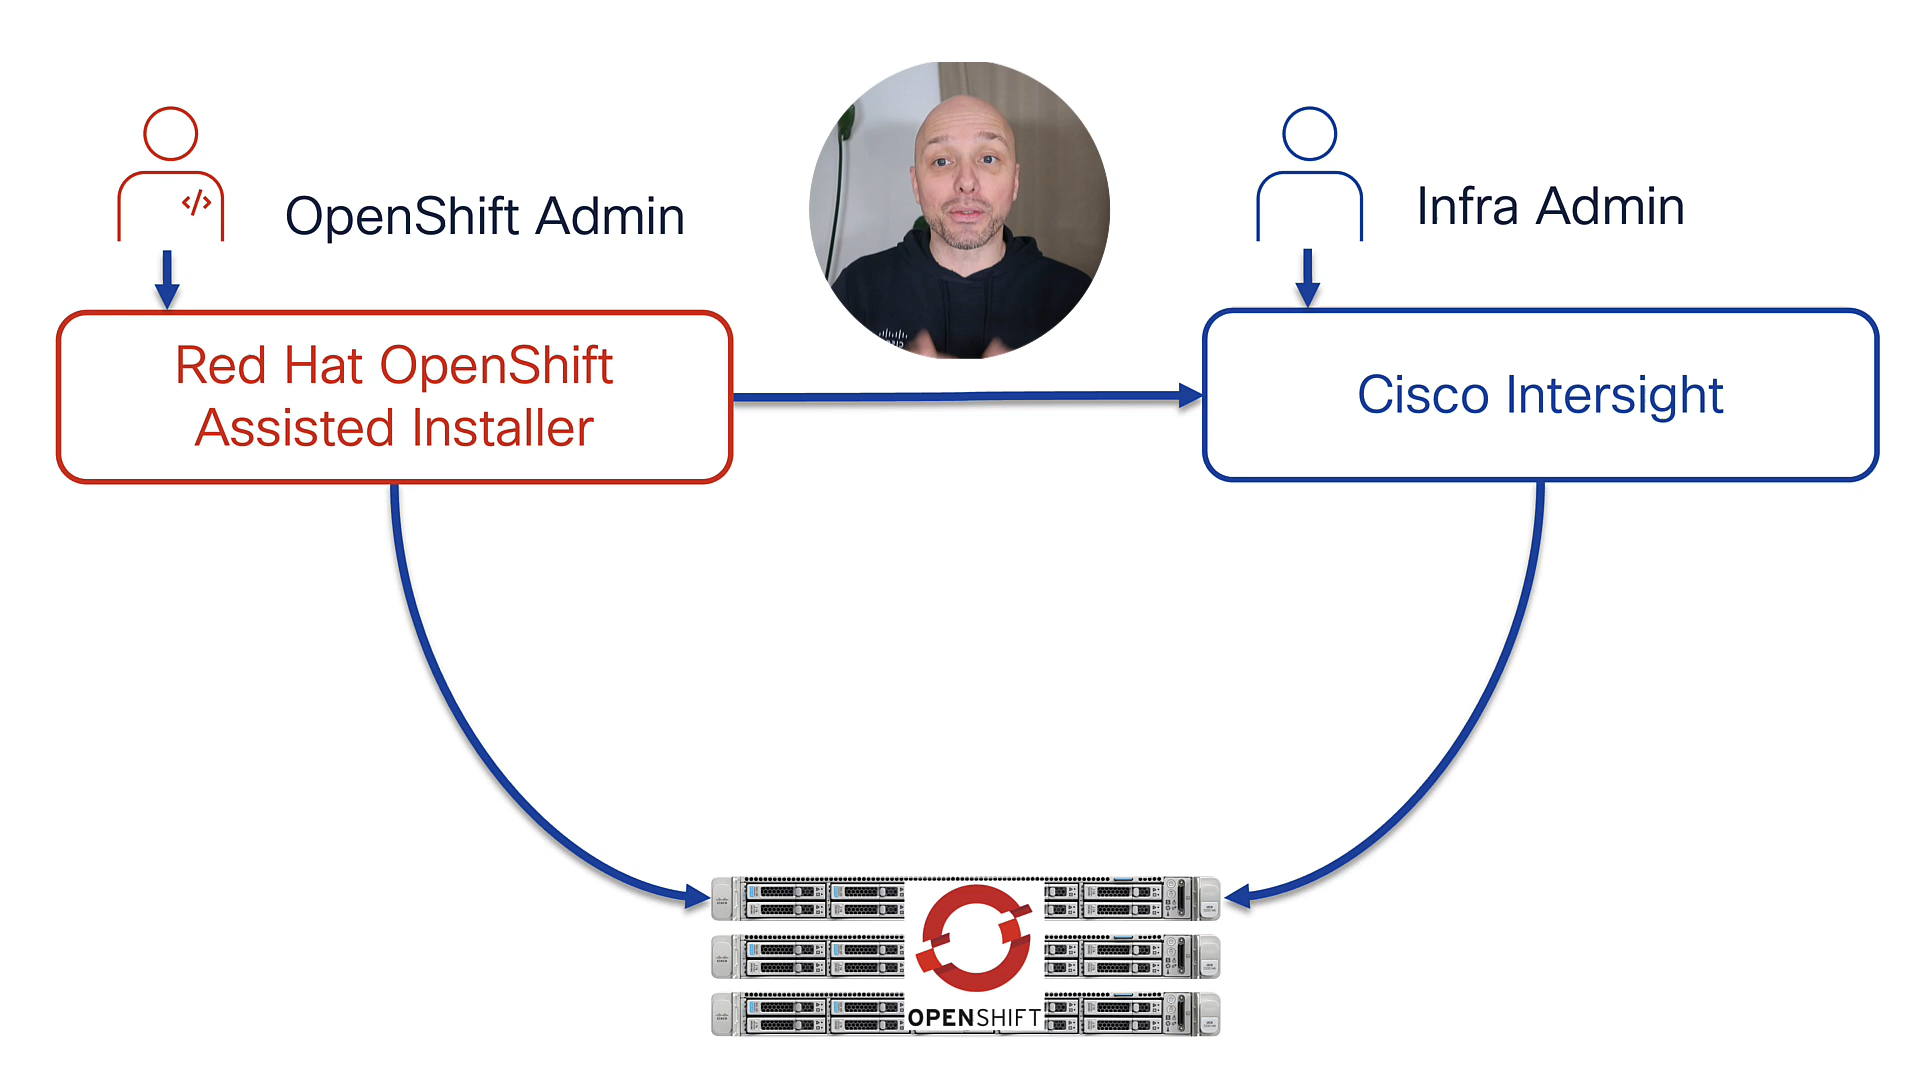 </>
OpenShift Admin
Infra Admin
Red Hat OpenShift
Assisted Installer
Cisco Intersight
OPENSHIFT